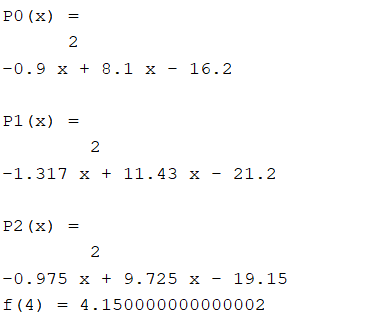 P0(x) =
2
-0.9 x + 8.1 x - 16.2
P1(x) =
2
-1.317 x + 11.43 x - 21.2
P2(x) =
2
-0.975 x + 9.725 x - 19.15
f(4) = 4.150000000000002